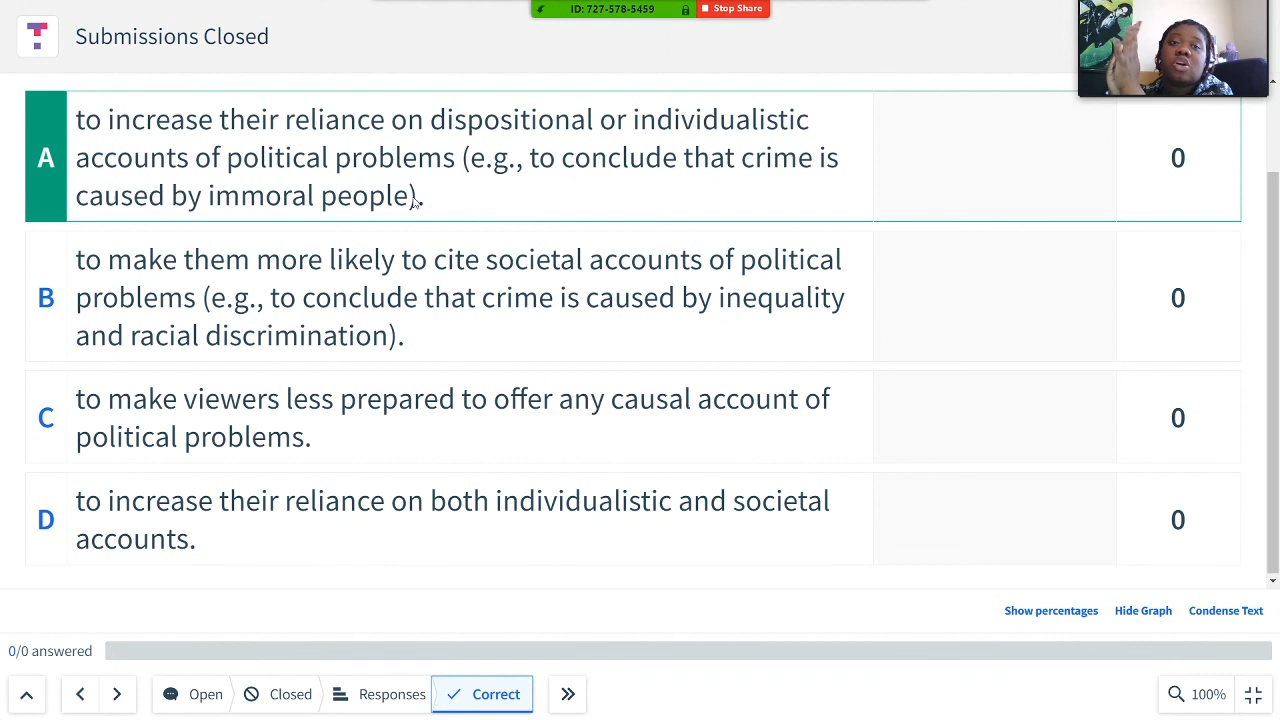 ID: 727-578-5459
Stop Share
Submissions Closed
A
to increase their reliance on dispositional or individualistic
accounts of political problems (e.g., to conclude that crime is
caused by immoral people).
0
B
to make them more likely to cite societal accounts of political
problems (e.g., to conclude that crime is caused by inequality
and racial discrimination).
0
C
to make viewers less prepared to offer any causal account of
political problems.
0
D
to increase their reliance on both individualistic and societal
accounts.
0
Show percentages
Hide Graph
Condense Text
0/0 answered
Open
Closed
Responses
Correct
100%